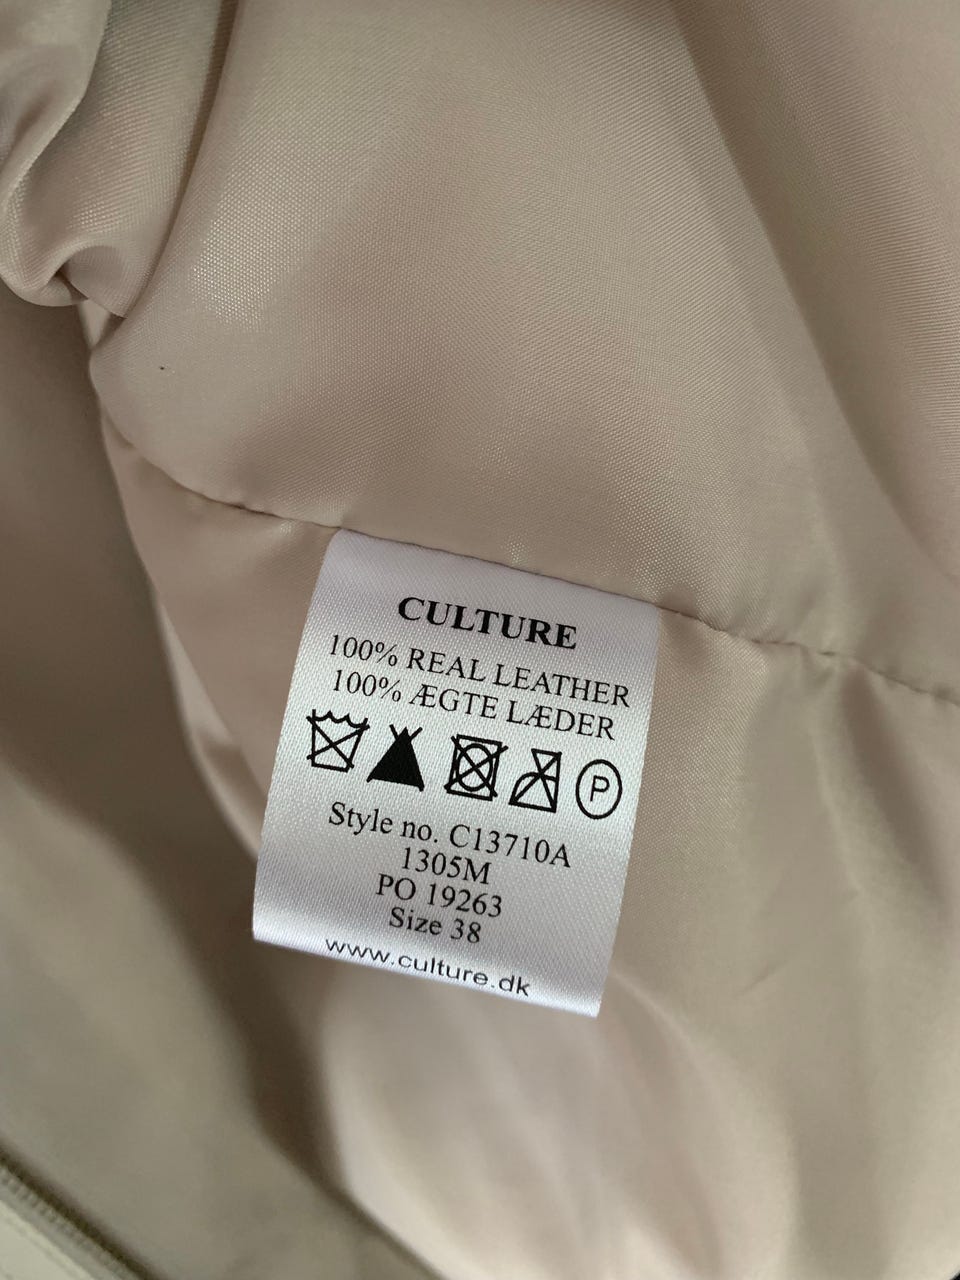 CULTURE
100% REAL LEATHER
100% ÆGTE LÆDER
P
Style no. C13710A
1305M
PO 19263
Size 38
www.culture.dk